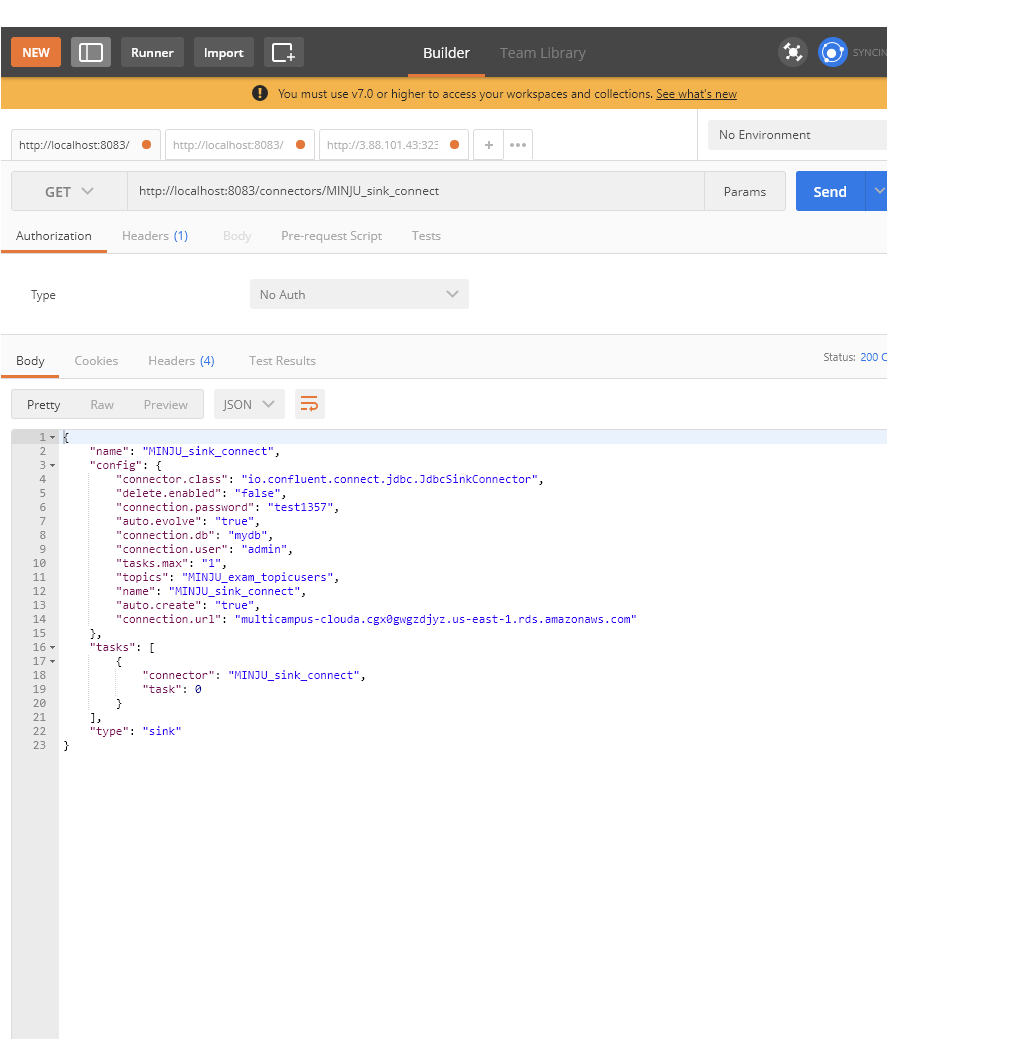 NEW Runner Import Builder Team Library SYNCIN
! You must use v7.0 or higher to access your workspaces and collections. See what's new
http://localhost:8083/ http://localhost:8083/ http://3.88.101.43:323 + ••• No Environment
GET http://localhost:8083/connectors/MINJU_sink_connect Params Send
Authorization Headers (1) Body Pre-request Script Tests
Type No Auth
Body Cookies Headers (4) Test Results Status: 200 O
Pretty Raw Preview JSON
1 {
2 "name": "MINJU_sink_connect",
3 "config": {
4 "connector.class": "io.confluent.connect.jdbc.JdbcSinkConnector",
5 "delete.enabled": "false",
6 "connection.password": "test1357",
7 "auto.evolve": "true",
8 "connection.db": "mydb",
9 "connection.user": "admin",
10 "tasks.max": "1",
11 "topics": "MINJU_exam_topicusers",
12 "name": "MINJU_sink_connect",
13 "auto.create": "true",
14 "connection.url": "multicampus-clouda.cgx0gwgzdjyz.us-east-1.rds.amazonaws.com"
15 },
16 "tasks": [
17 {
18 "connector": "MINJU_sink_connect",
19 "task": 0
20 }
21 ],
22 "type": "sink"
23 }